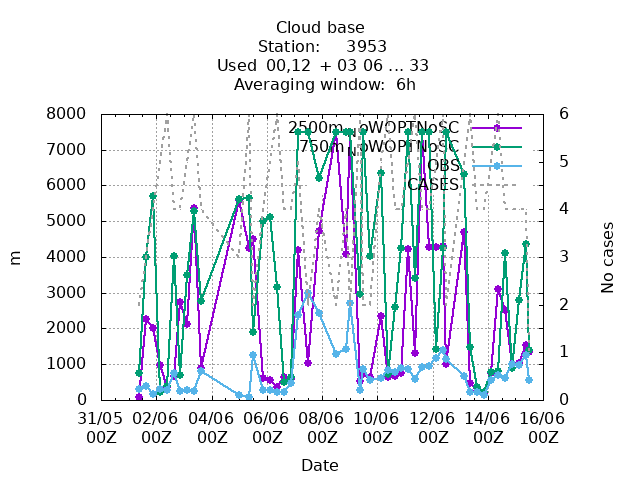 Cloud base
Station: 3953
Used 00,12 + 03 06 ... 33
Averaging window: 6h
2500m_NoWOPTNoSC
750m_NoWOPTNoSC
OBS
CASES
8000
7000
6000
5000
4000
3000
2000
1000
0
m
6
5
4
3
2
1
0
No cases
31/05 02/06 04/06 06/06 08/06 10/06 12/06 14/06 16/06
00Z 00Z 00Z 00Z 00Z 00Z 00Z 00Z 00Z
Date